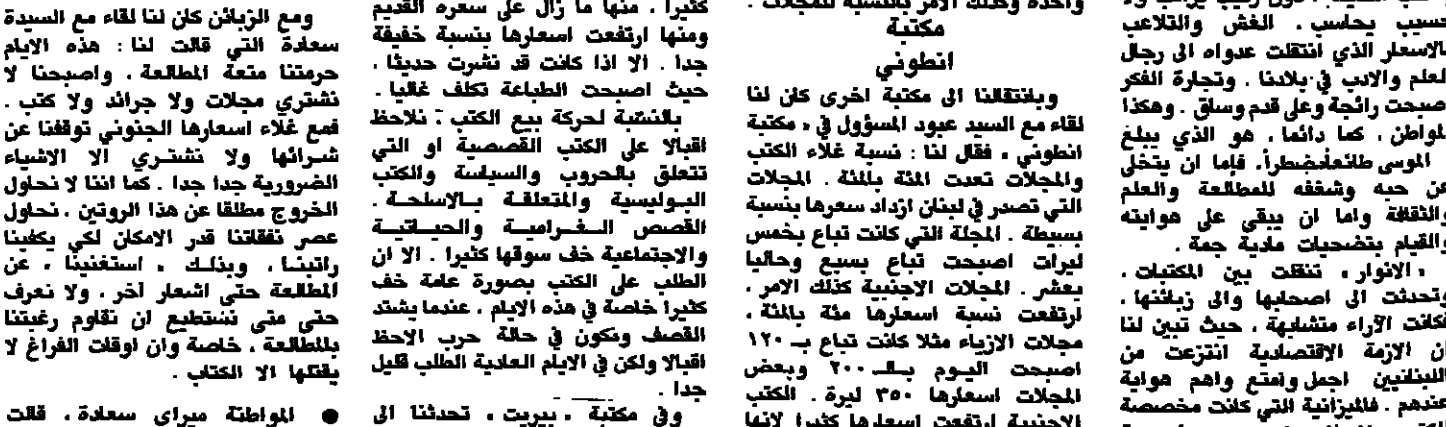 حسيب يحاسب . الغش والتلاعب
بالاسعار الذي انتقلت عدواه الى رجال
العلم والادب في بلادنا . وتجارة الفكر
اصبحت رائجة وعلى قدم وساق . وهكذا
المواطن ، كما دائما ، هو الذي يبلغ
الموسى طائعا مضطرا ، فإما ان يتخلى
عن حبه وشغفه للمطالعة والعلم
والثقافة واما ان يبقى على هوايته
والقيام بتضحيات مادية جمة .
« الانوار » تنقلت بين المكتبات ،
وتحدثت الى اصحابها والى زبائنها ،
فكانت الآراء متشابهة ، حيث تبين لنا
ان الازمة الاقتصادية انتزعت من
اللبنانيين اجمل وامتع واهم هواية
عندهم . فالميزانية التي كانت مخصصة
واحدة وكذلك الامر بالنسبة للمجلات .
مكتبة
انطوني
وبانتقالنا الى مكتبة اخرى كان لنا
لقاء مع السيد عبود المسؤول في « مكتبة
انطوني » فقال لنا : نسبة غلاء الكتب
والمجلات تعدت المئة بالمئة . المجلات
التي تصدر في لبنان ازداد سعرها بنسبة
بسيطة . المجلة التي كانت تباع بخمس
ليرات اصبحت تباع بسبع وحاليا
بعشر . المجلات الاجنبية كذلك الامر ،
ارتفعت نسبة اسعارها مئة بالمئة ،
مجلات الازياء مثلا كانت تباع بـ ١٢٠
اصبحت اليوم بالـ ٢٠٠ وبعض
المجلات اسعارها ٣٥٠ ليرة . الكتب
الاجنبية ارتفعت اسعارها كثيرا لانها
كثيرا . منها ما زال على سعره القديم
ومنها ارتفعت اسعارها بنسبة خفيفة
جدا . الا اذا كانت قد نشرت حديثا ،
حيث اصبحت الطباعة تكلف غاليا .
بالنسبة لحركة بيع الكتب : نلاحظ
اقبالا على الكتب القصصية او التي
تتعلق بالحروب والسياسة والكتب
البوليسية والمتعلقة بالاسلحة .
القصص الغرامية والحياتية
والاجتماعية خف سوقها كثيرا . الا ان
الطلب على الكتب بصورة عامة خف
كثيرا خاصة في هذه الايام . عندما يشتد
القصف ونكون في حالة حرب الاحظ
اقبالا ولكن في الايام العادية الطلب قليل
جدا .
وفي مكتبة « بيريت » تحدثنا الى
ومع الزبائن كان لنا لقاء مع السيدة
سعادة التي قالت لنا : هذه الايام
حرمتنا متعة المطالعة ، واصبحنا لا
نشتري مجلات ولا جرائد ولا كتب .
فمع غلاء اسعارها الجنوني توقفنا عن
شرائها ولا نشتري الا الاشياء
الضرورية جدا جدا . كما اننا لا نحاول
الخروج مطلقا عن هذا الروتين ، نحاول
عصر نفقاتنا قدر الامكان لكي يكفينا
راتبنا ، وبذلك « استغنينا » عن
المطالعة حتى اشعار آخر ، ولا نعرف
حتى متى نستطيع ان نقاوم رغبتنا
بالمطالعة ، خاصة وان اوقات الفراغ لا
يقتلها الا الكتاب .
● المواطنة ميراي سعادة ، قالت